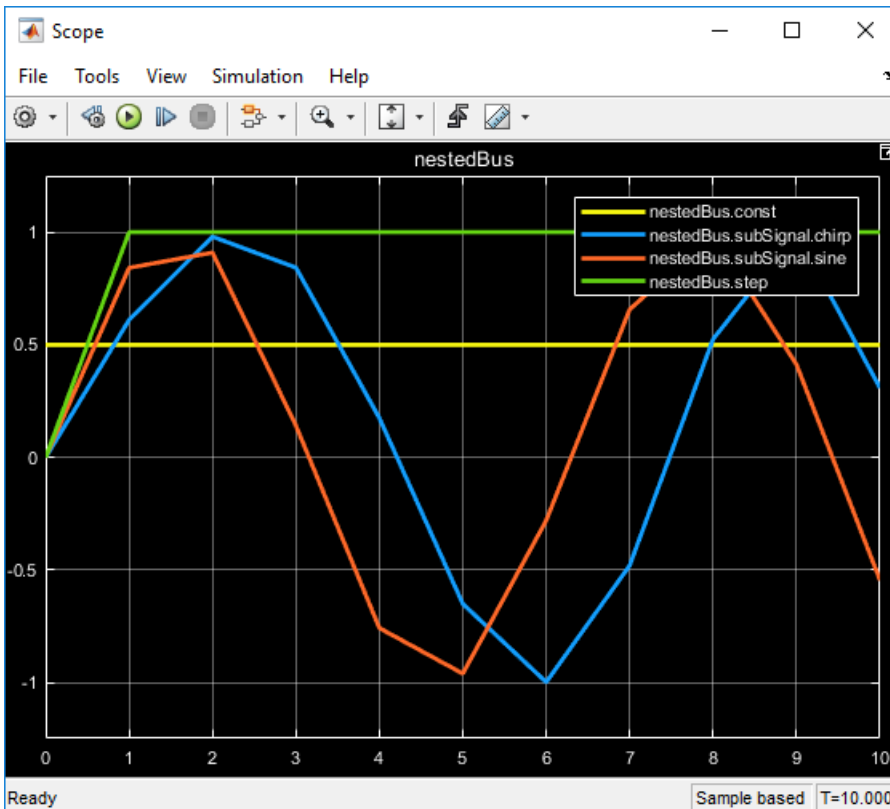 Scope
File Tools View Simulation Help
nestedBus
nestedBus.const
nestedBus.subSignal.chirp
nestedBus.subSignal.sine
nestedBus.step
1
0.5
0
-0.5
-1
0 1 2 3 4 5 6 7 8 9 10
Ready Sample based T=10.000